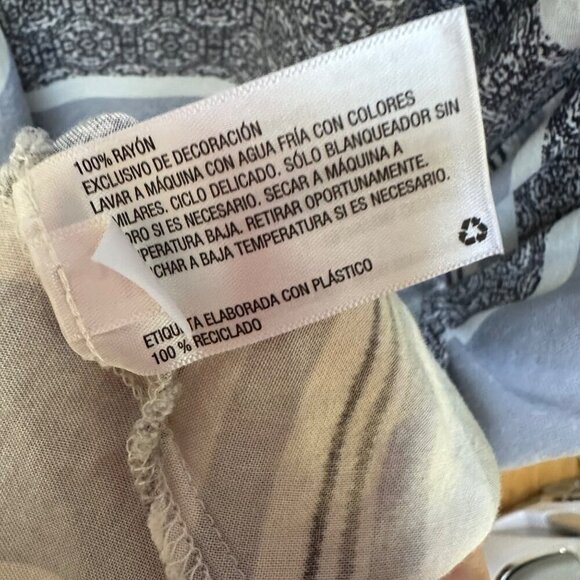 100% RAYÓN
EXCLUSIVO DE DECORACIÓN
LAVAR A MÁQUINA CON AGUA FRÍA CON COLORES
MILARES. CICLO DELICADO. SÓLO BLANQUEADOR SIN
ORO SI ES NECESARIO. SECAR A MÁQUINA A
PERATURA BAJA. RETIRAR OPORTUNAMENTE.
CHAR A BAJA TEMPERATURA SI ES NECESARIO.
ETIQUETA ELABORADA CON PLÁSTICO
100 % RECICLADO